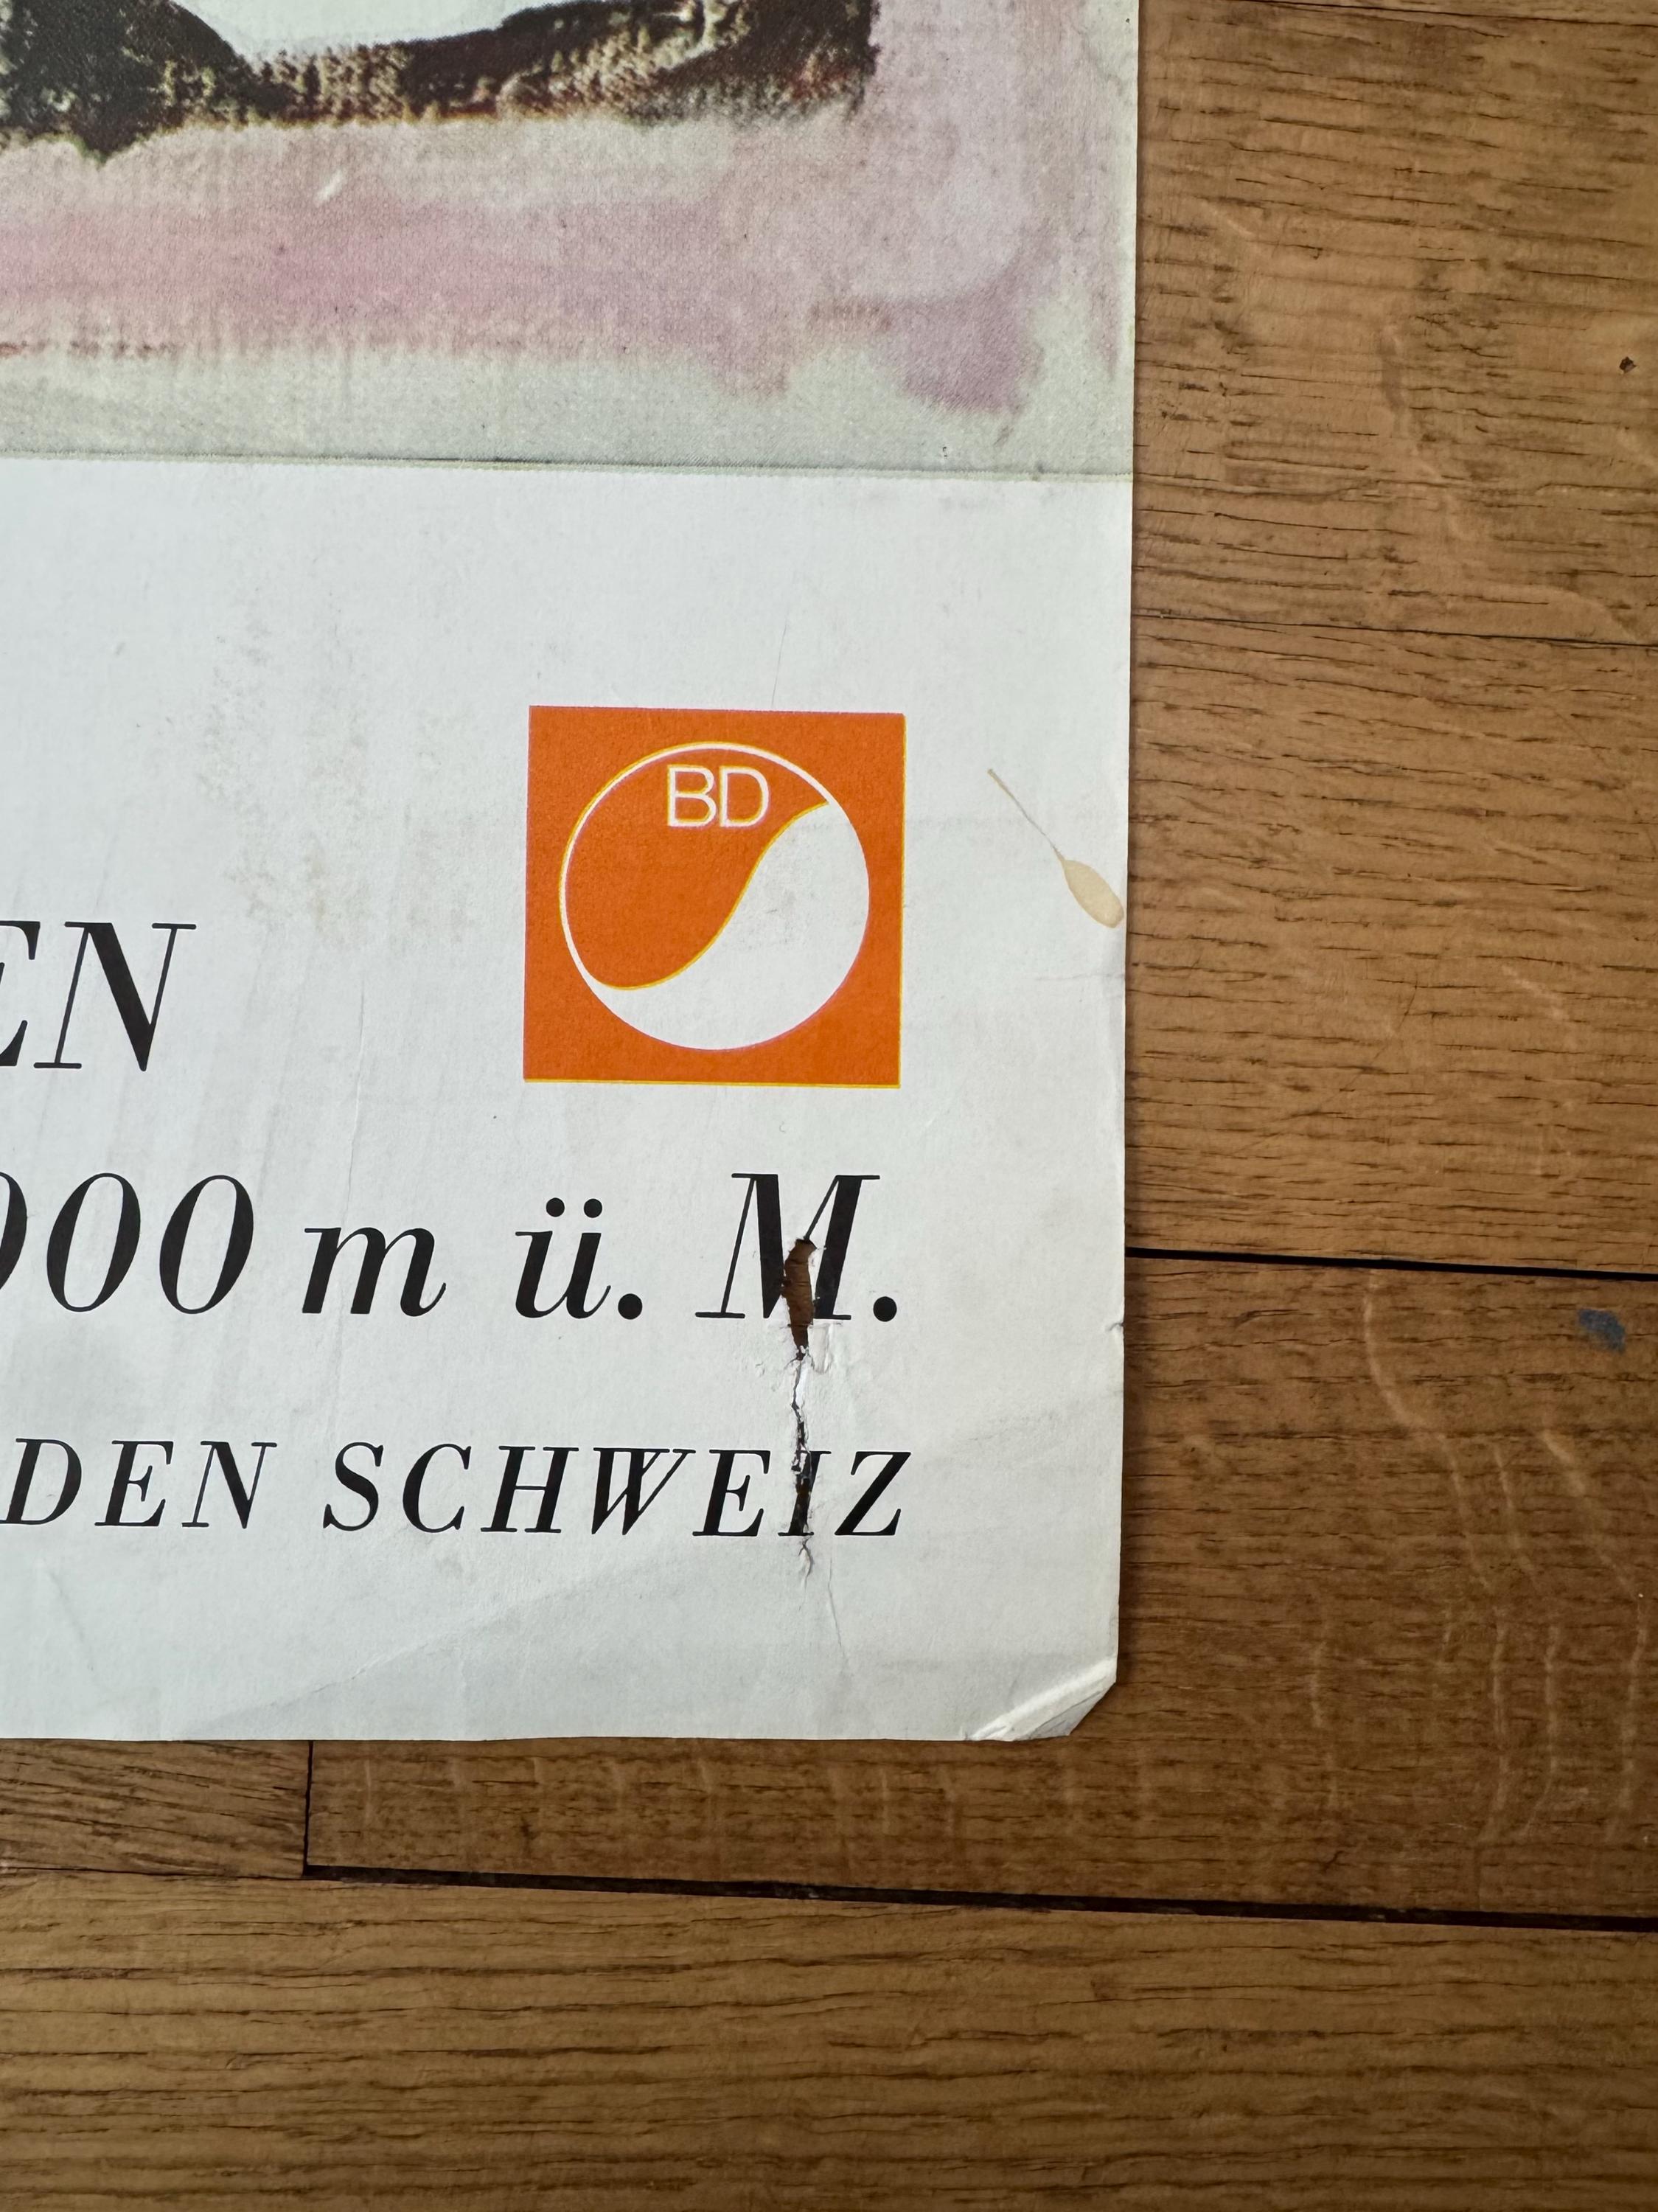 BD
EN
000 m ü. M.
DEN SCHWEIZ